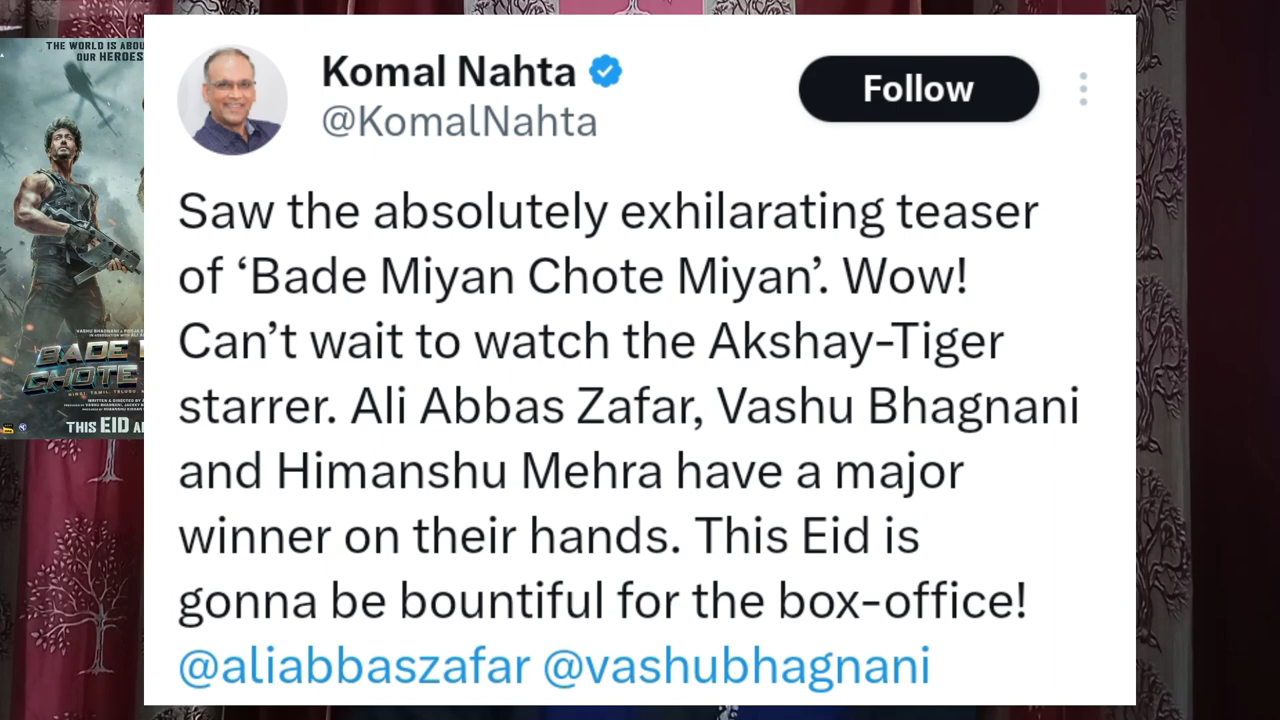 THE WORLD IS ABOU
OUR HEROES
BADE
CHOTE
THIS EID A
Komal Nahta
@KomalNahta
Follow
Saw the absolutely exhilarating teaser
of ‘Bade Miyan Chote Miyan’. Wow!
Can’t wait to watch the Akshay-Tiger
starrer. Ali Abbas Zafar, Vashu Bhagnani
and Himanshu Mehra have a major
winner on their hands. This Eid is
gonna be bountiful for the box-office!
@aliabbaszafar @vashubhagnani